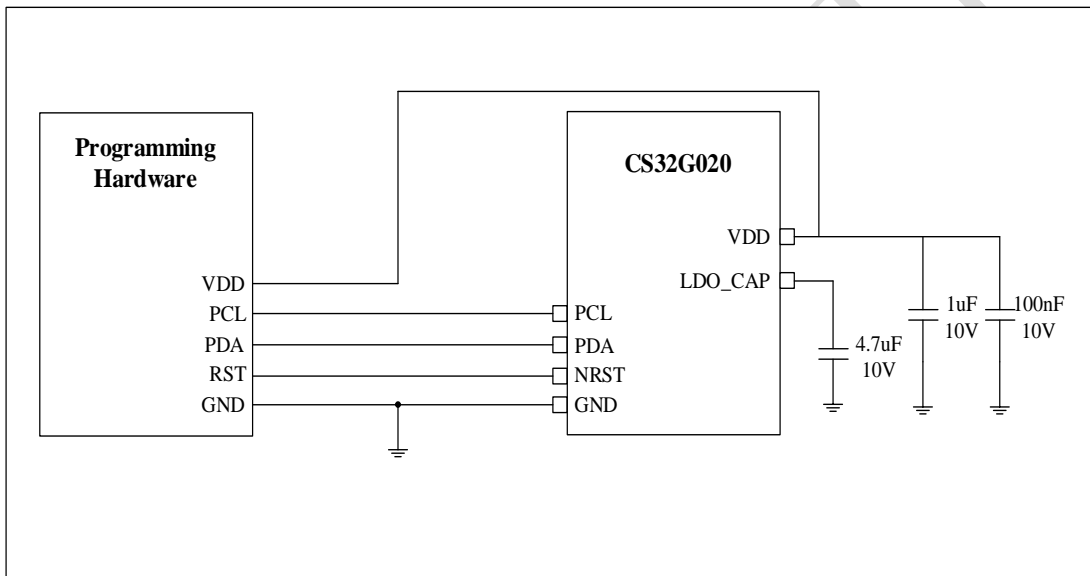 Programming
Hardware
VDD
PCL
PDA
RST
GND
CS32G020
VDD
LDO_CAP
PCL
PDA
NRST
GND
4.7uF
10V
1uF
10V
100nF
10V